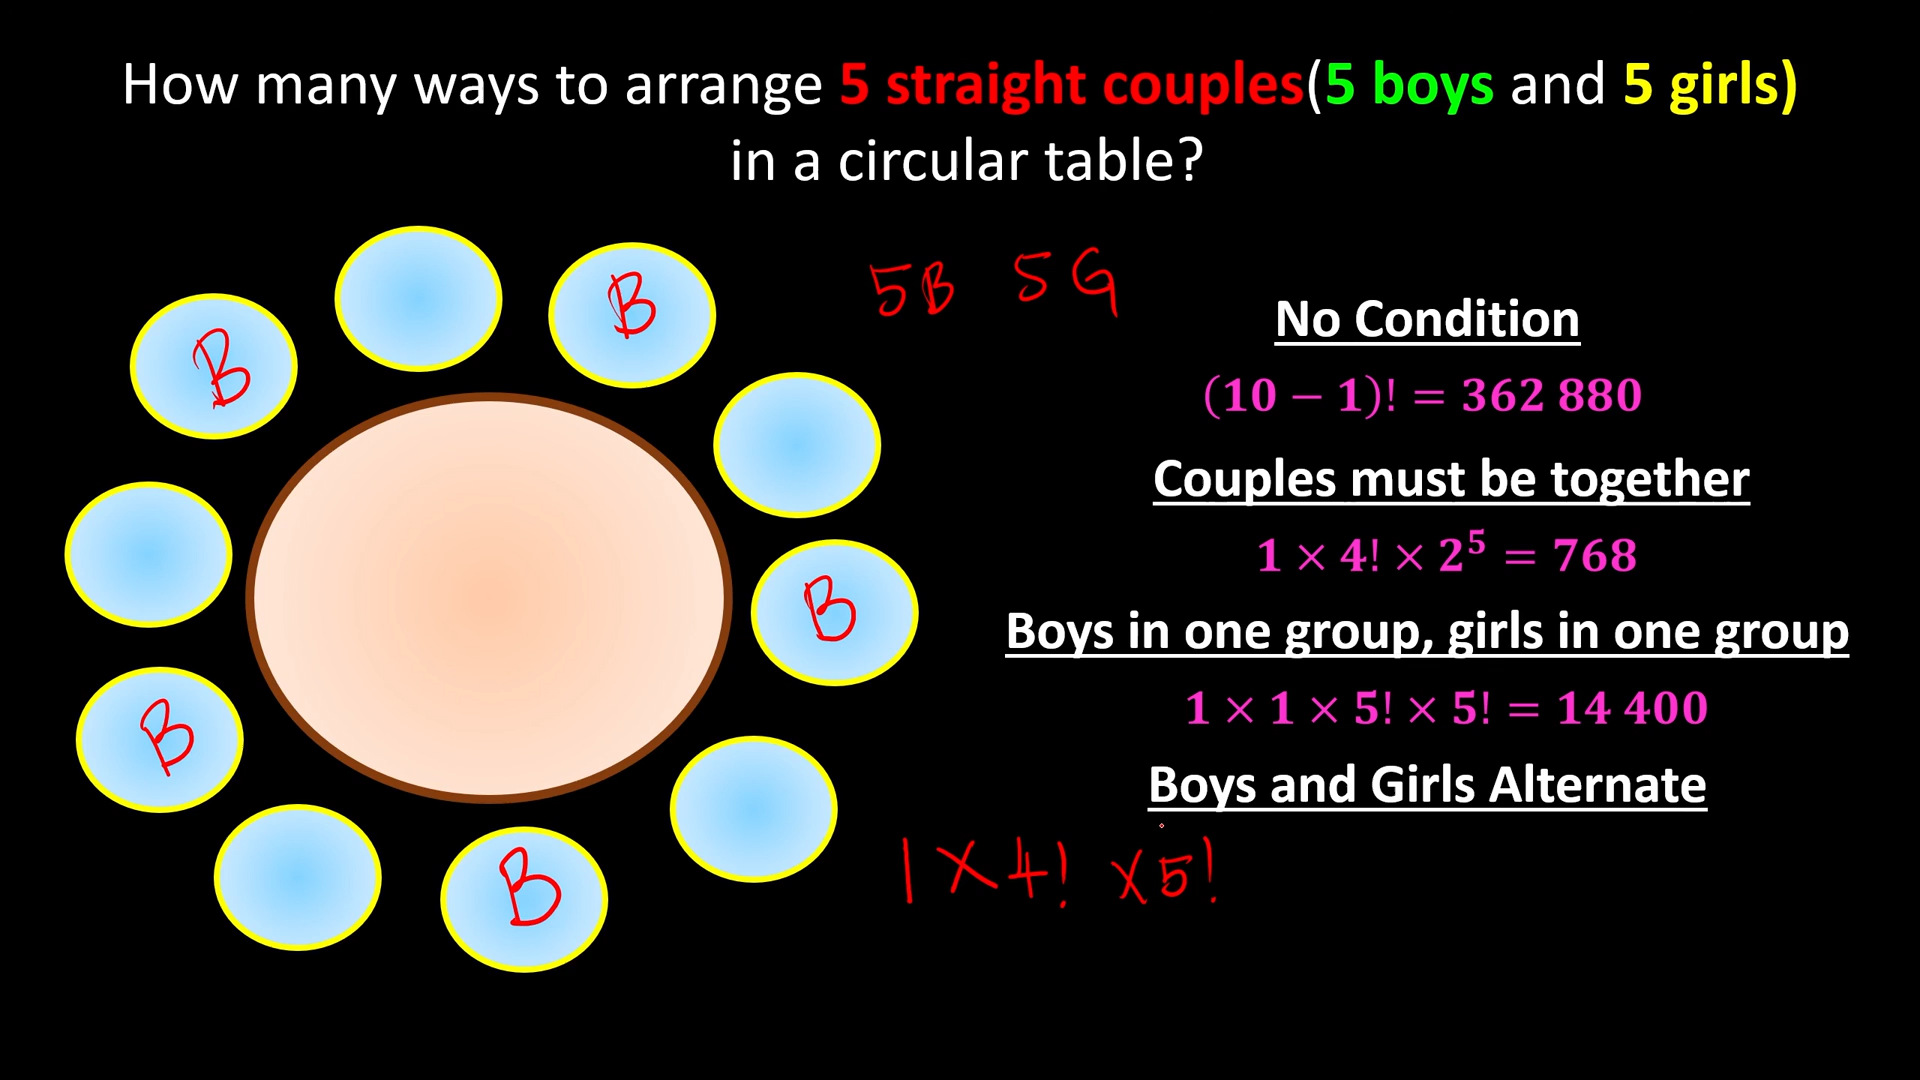 How many ways to arrange 5 straight couples(5 boys and 5 girls)
in a circular table?
B
B
B
B
B
5B 5G
No Condition
(10 − 1)! = 362 880
Couples must be together
1 × 4! × 2⁵ = 768
Boys in one group, girls in one group
1 × 1 × 5! × 5! = 14 400
Boys and Girls Alternate
1 × 4! × 5!